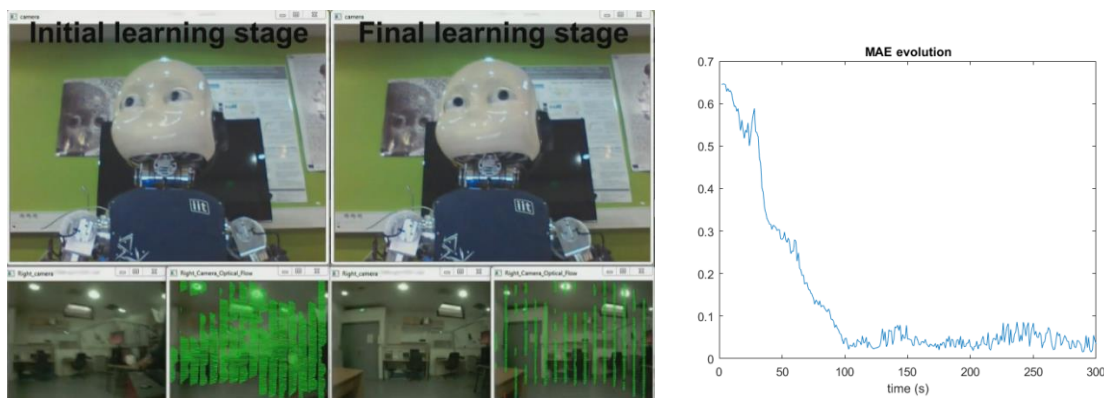 camera
camera
Initial learning stage
Final learning stage
iit
iit
Right_camera
Right_Camera_Optical_Flow
Right_camera
Right_Camera_Optical_Flow
MAE evolution
0.7
0.6
0.5
0.4
0.3
0.2
0.1
0
0
50
100
150
200
250
300
time (s)